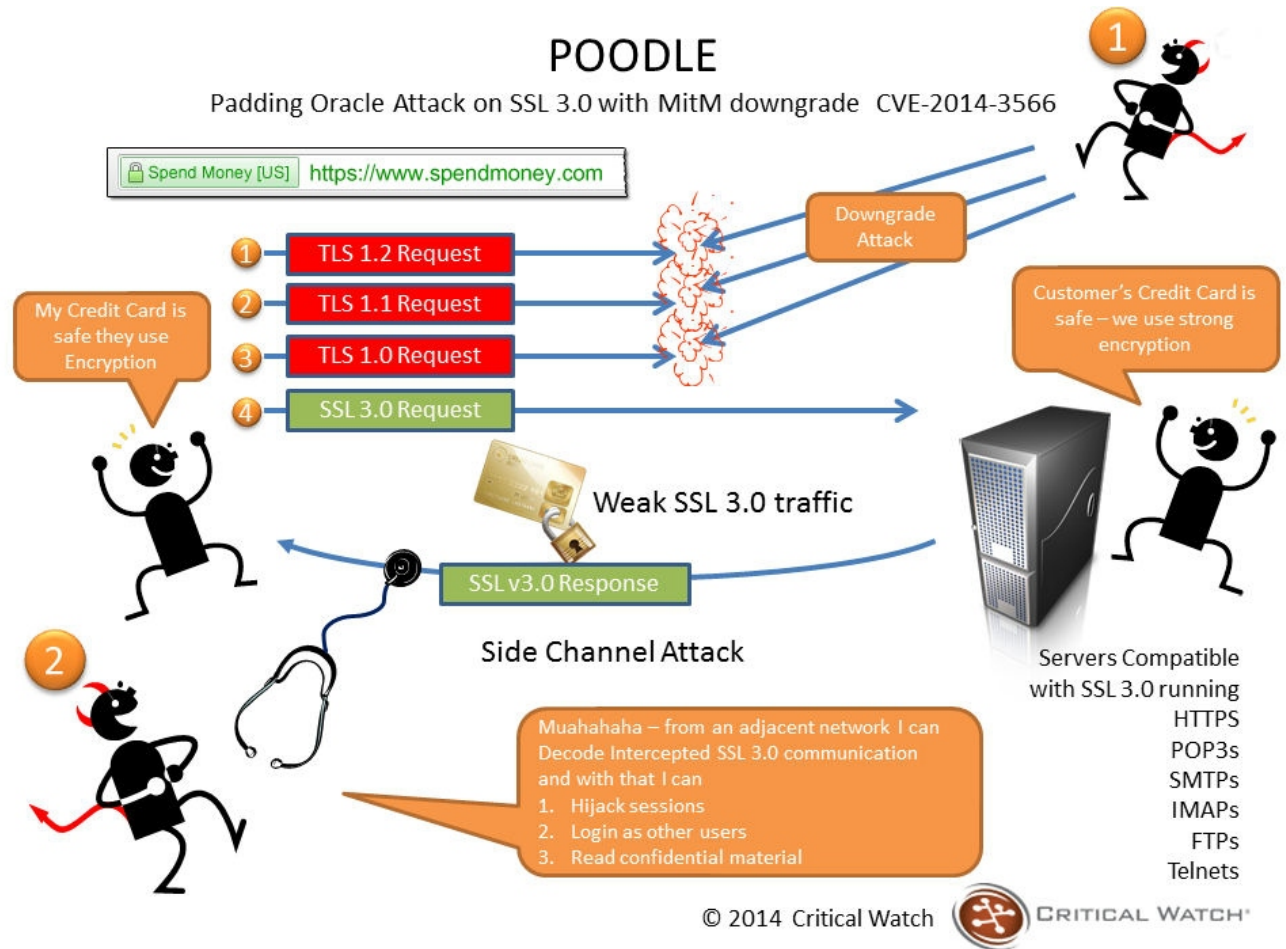 1
POODLE
Padding Oracle Attack on SSL 3.0 with MitM downgrade CVE-2014-3566
Spend Money [US] https://www.spendmoney.com
Downgrade
Attack
1 TLS 1.2 Request
2 TLS 1.1 Request
3 TLS 1.0 Request
4 SSL 3.0 Request
My Credit Card is
safe they use
Encryption
Customer's Credit Card is
safe – we use strong
encryption
Weak SSL 3.0 traffic
SSL v3.0 Response
Side Channel Attack
2
Muahahaha – from an adjacent network I can
Decode Intercepted SSL 3.0 communication
and with that I can
1. Hijack sessions
2. Login as other users
3. Read confidential material
Servers Compatible
with SSL 3.0 running
HTTPS
POP3s
SMTPs
IMAPs
FTPs
Telnets
© 2014 Critical Watch
CRITICAL WATCH